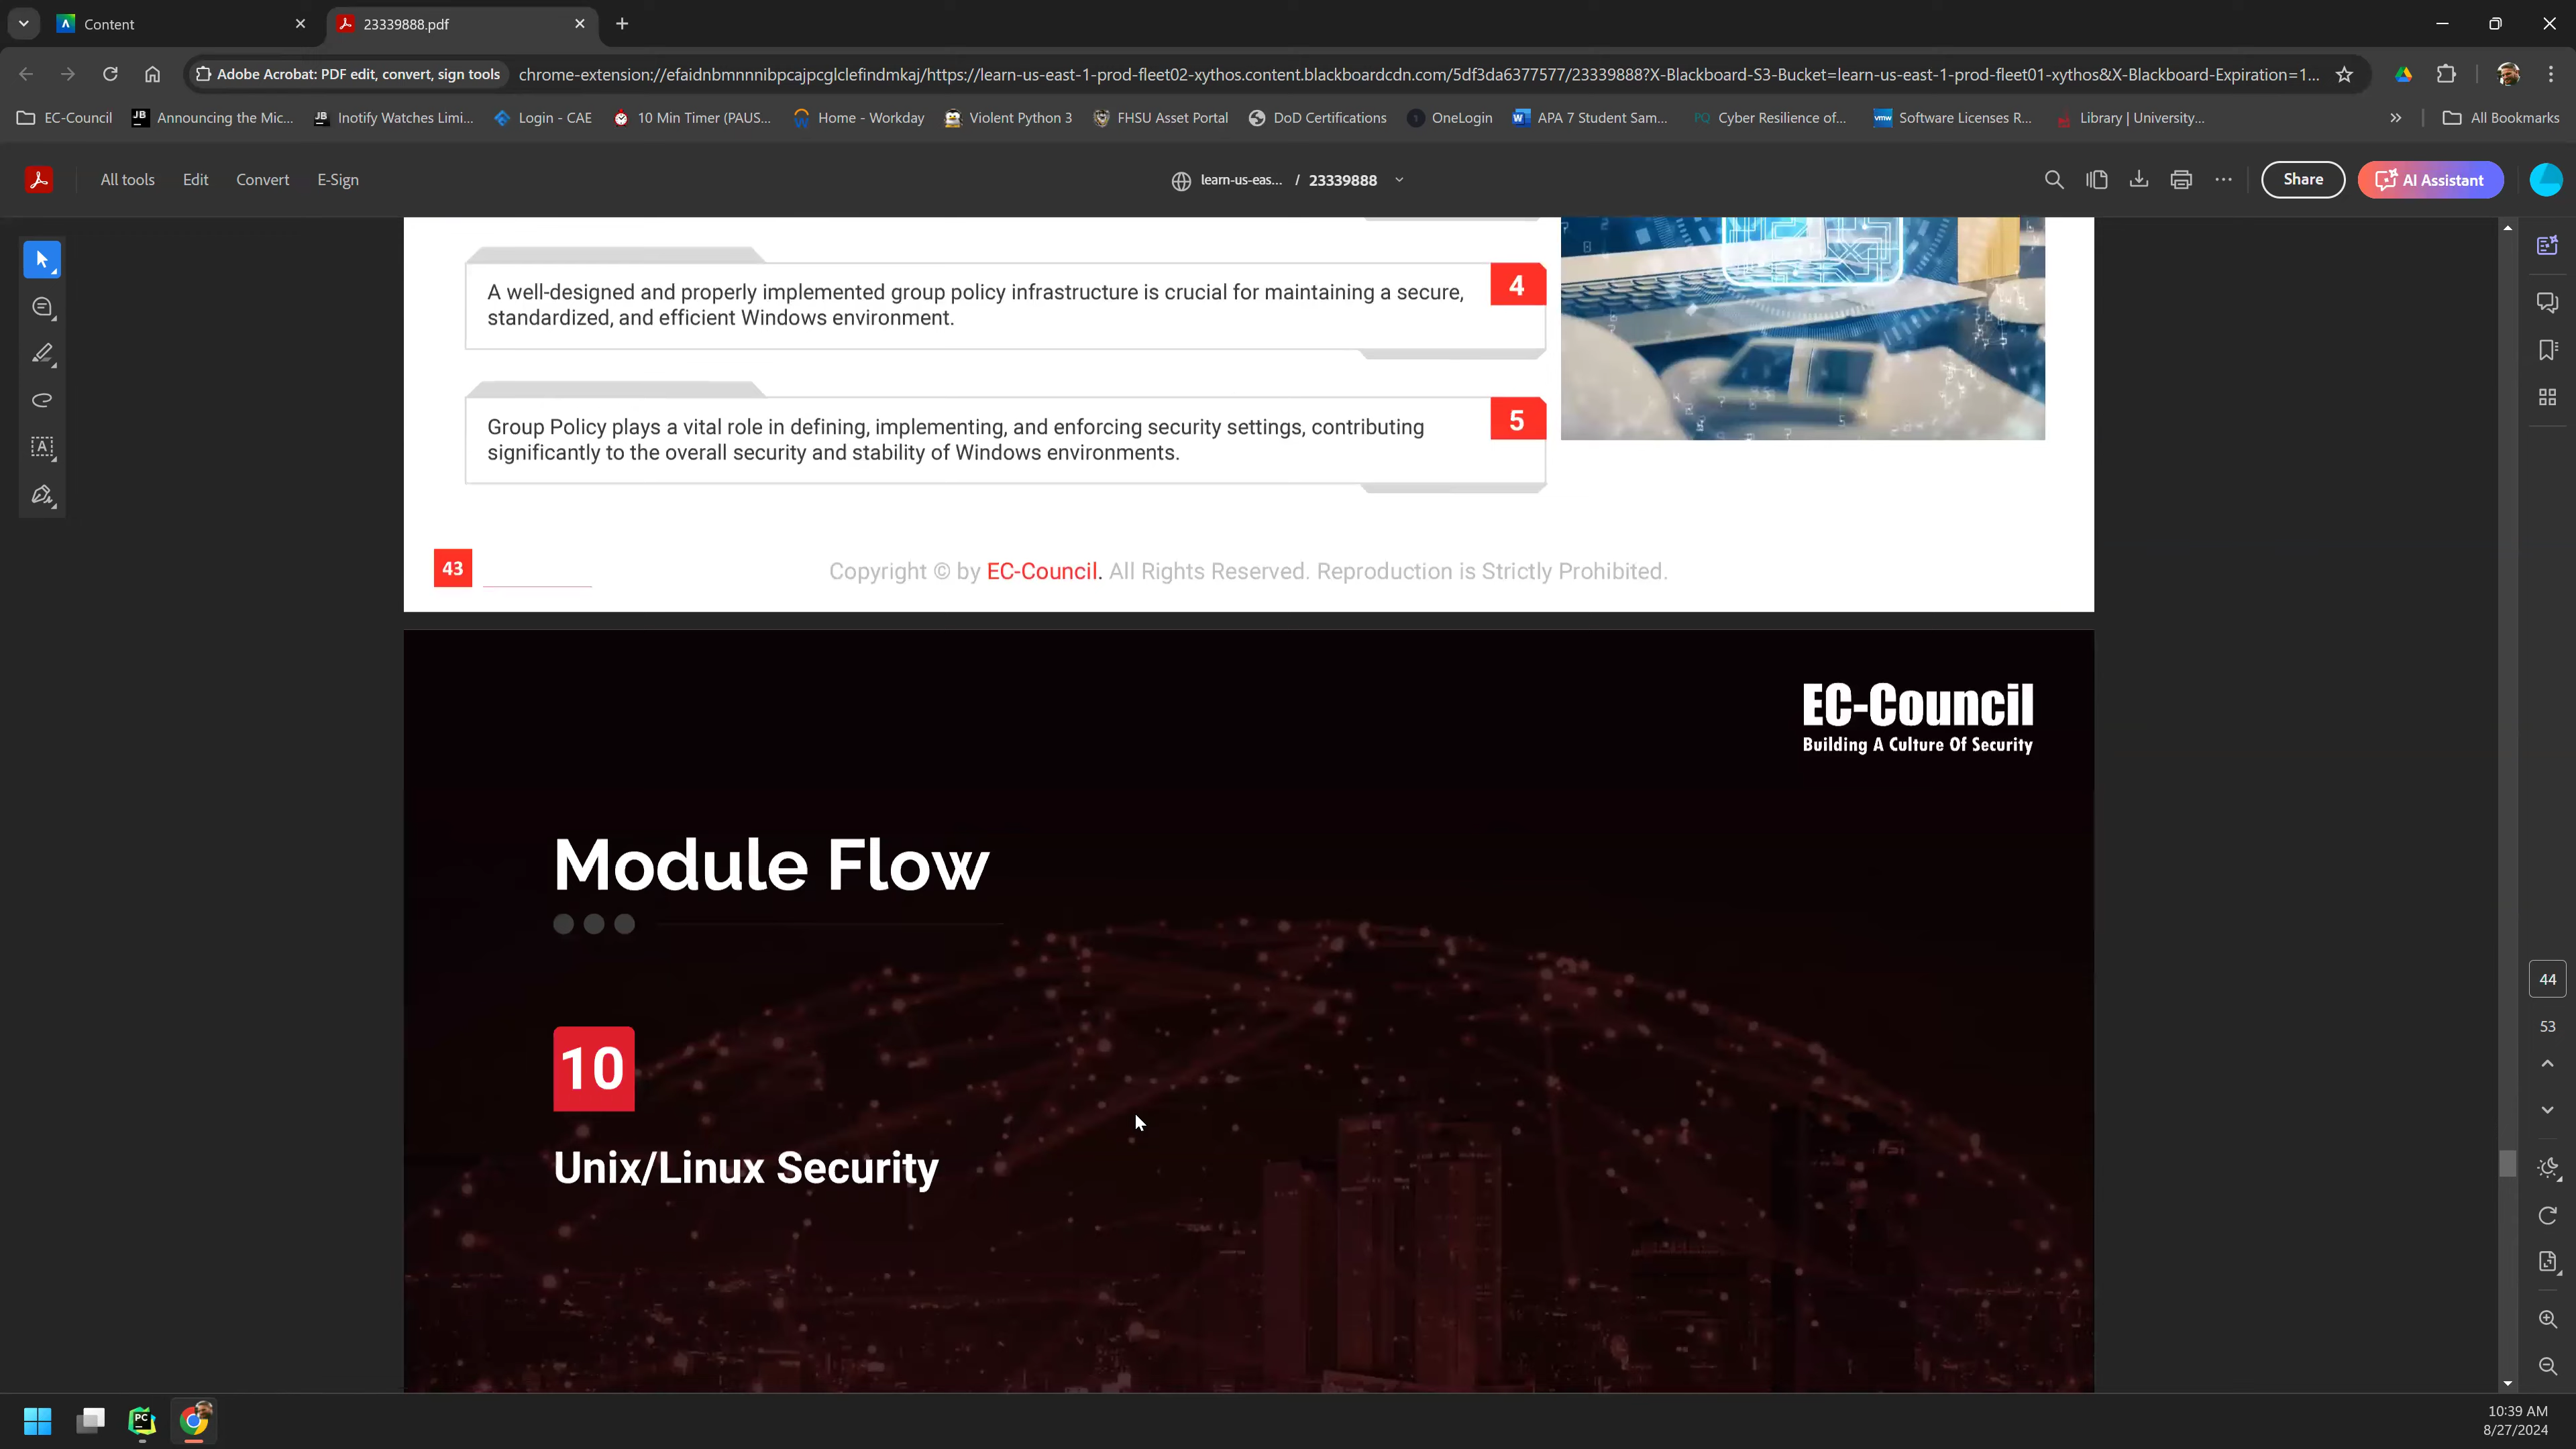 Content
23339888.pdf
Adobe Acrobat: PDF edit, convert, sign tools
chrome-extension://efaidnbmnnnibpcajpcglclefindmkaj/https://learn-us-east-1-prod-fleet02-xythos.content.blackboardcdn.com/5df3da6377577/23339888?X-Blackboard-S3-Bucket=learn-us-east-1-prod-fleet01-xythos&X-Blackboard-Expiration=1...
EC-Council
JB Announcing the Mic...
JB Inotify Watches Limi...
Login - CAE
10 Min Timer (PAUS...
Home - Workday
Violent Python 3
FHSU Asset Portal
DoD Certifications
OneLogin
APA 7 Student Sam...
PQ Cyber Resilience of...
vmw Software Licenses R...
Library | University...
»
All Bookmarks
All tools
Edit
Convert
E-Sign
learn-us-eas... / 23339888
Share
AI Assistant
A well-designed and properly implemented group policy infrastructure is crucial for maintaining a secure,
standardized, and efficient Windows environment.
4
Group Policy plays a vital role in defining, implementing, and enforcing security settings, contributing
significantly to the overall security and stability of Windows environments.
5
43
Copyright © by EC-Council. All Rights Reserved. Reproduction is Strictly Prohibited.
EC-Council
Building A Culture Of Security
Module Flow
10
Unix/Linux Security
44
53
PC
10:39 AM
8/27/2024